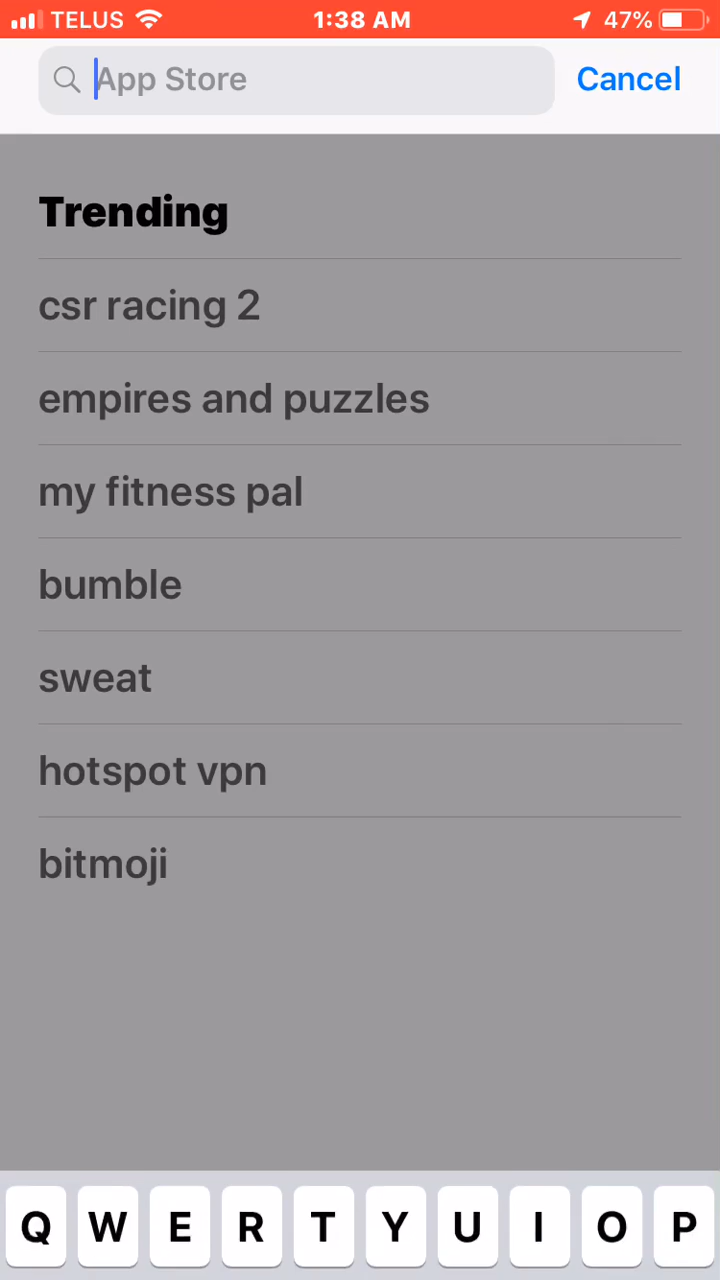 TELUS 1:38 AM 47%
App Store Cancel
Trending
csr racing 2
empires and puzzles
my fitness pal
bumble
sweat
hotspot vpn
bitmoji
Q W E R T Y U I O P